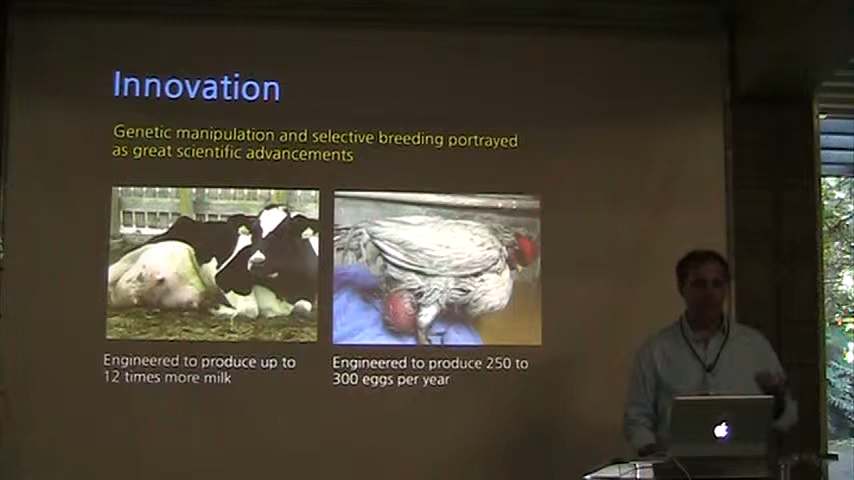 Innovation
Genetic manipulation and selective breeding portrayed
as great scientific advancements
Engineered to produce up to
12 times more milk
Engineered to produce 250 to
300 eggs per year